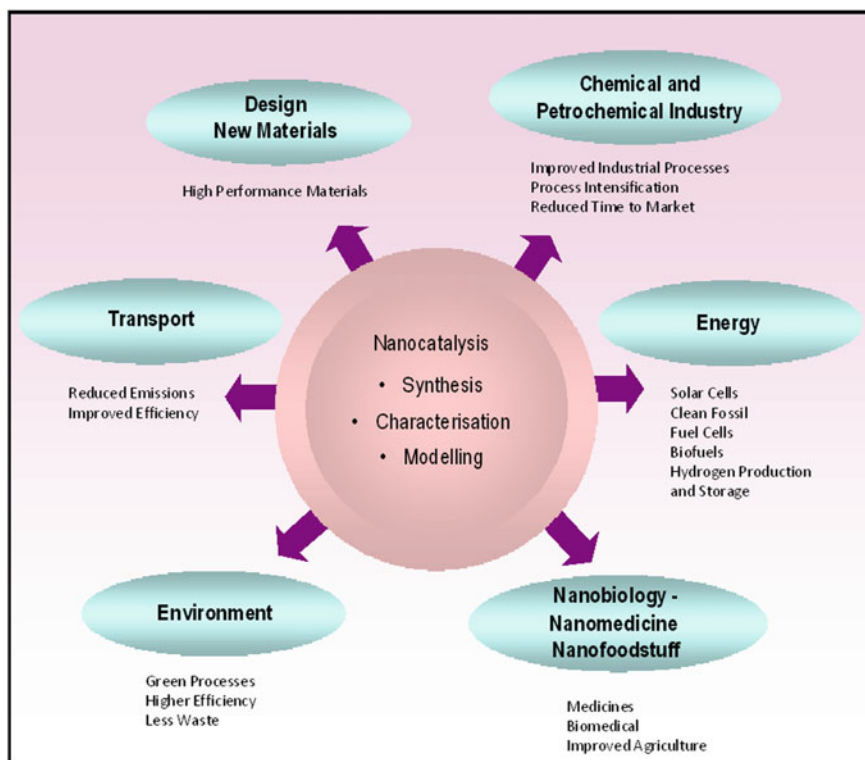 Design
New Materials
High Performance Materials
Chemical and
Petrochemical Industry
Improved Industrial Processes
Process Intensification
Reduced Time to Market
Transport
Reduced Emissions
Improved Efficiency
Nanocatalysis
• Synthesis
• Characterisation
• Modelling
Energy
Solar Cells
Clean Fossil
Fuel Cells
Biofuels
Hydrogen Production
and Storage
Environment
Green Processes
Higher Efficiency
Less Waste
Nanobiology -
Nanomedicine
Nanofoodstuff
Medicines
Biomedical
Improved Agriculture